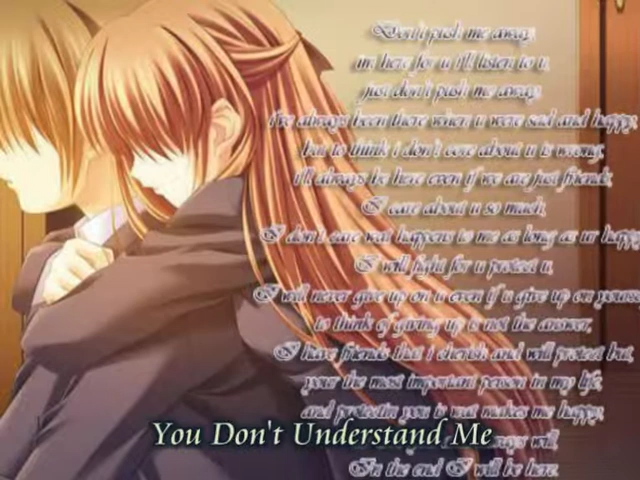 Don't push me away,
im here for u i'll listen to u,
just don't push me away,
i've always been there when u were sad and happy,
but to think i don't care about u is wrong,
i'll always be here even if we are just friends,
I care about u so much,
I don't care wat happens to me as long as ur happy
I will fight for u protect u,
I will never give up on u even if u give up on
to think of giving up is not the answer,
I have friends that i cherish and will protect but,
your the most important person in my life,
and protectin you is wat makes me happy,
will,
In the end I will be here.
You Don't Understand Me